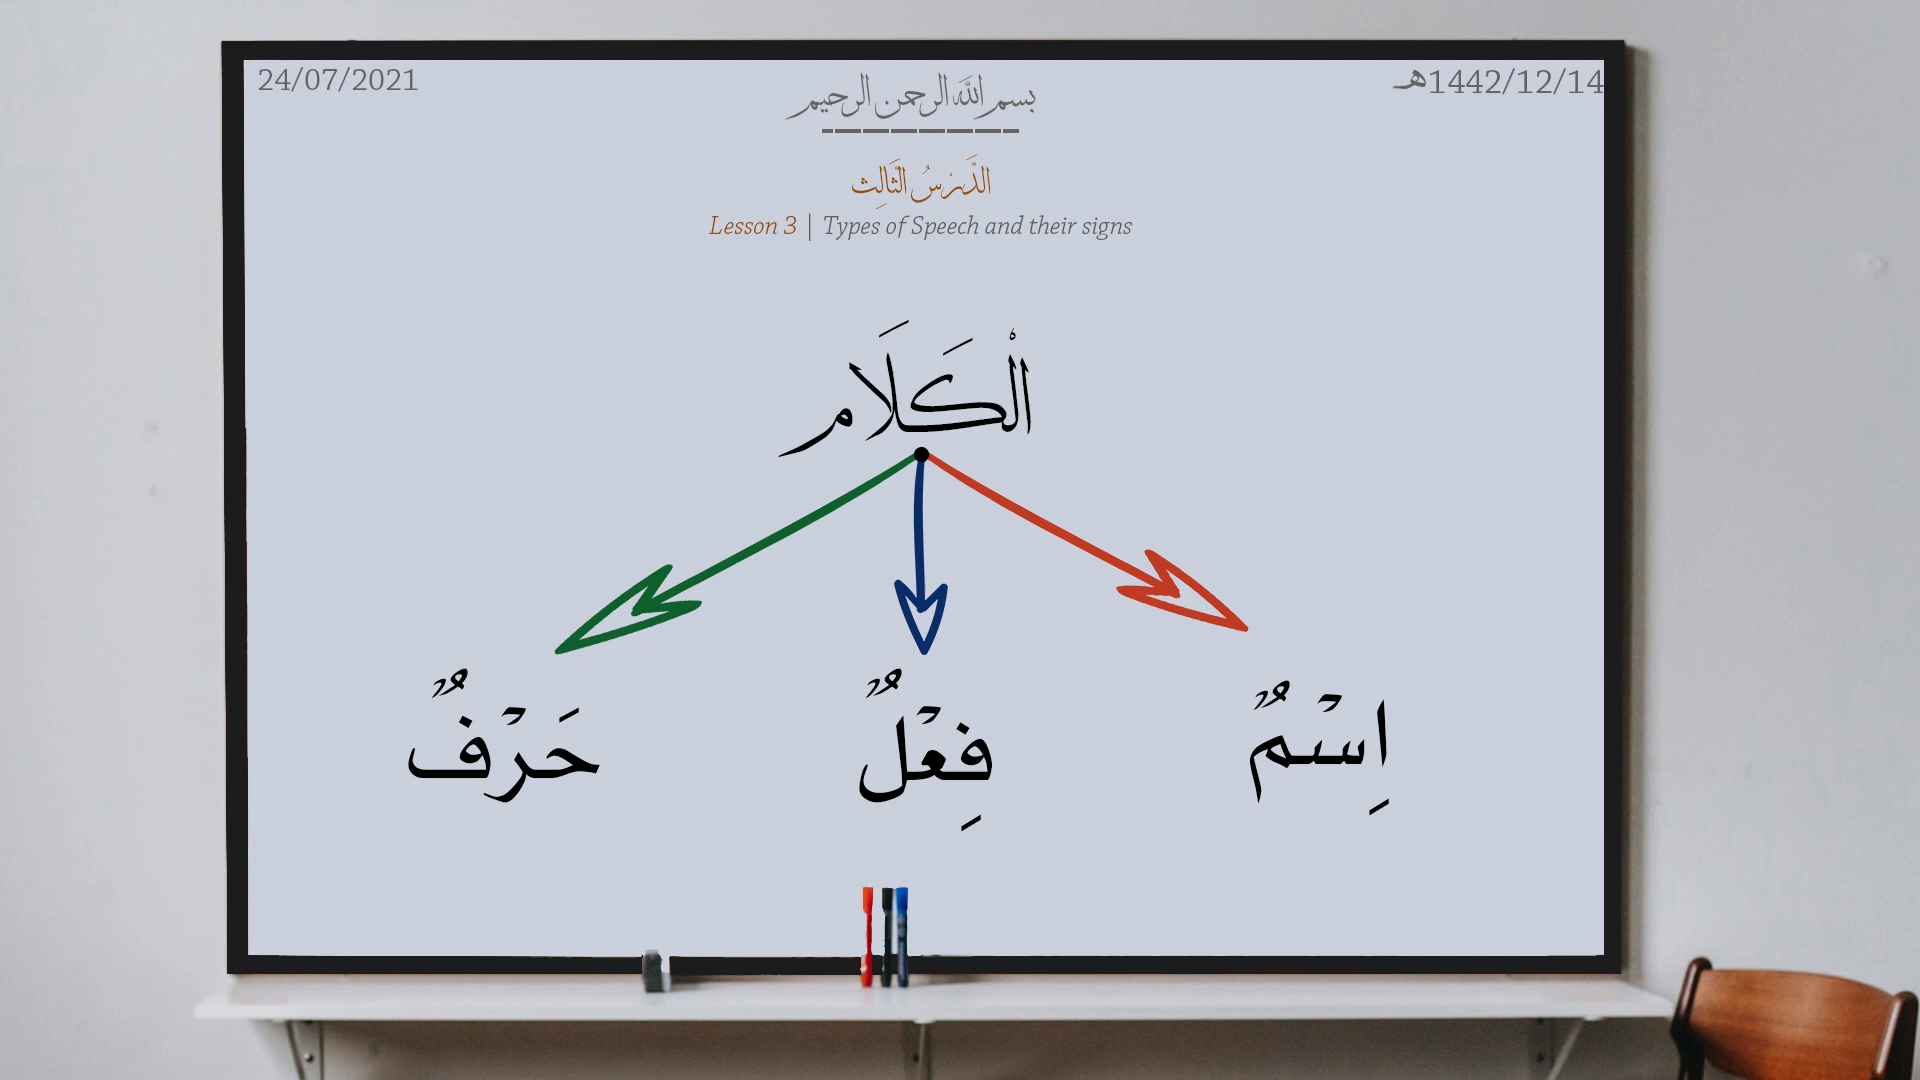 24/07/2021
1442/12/14هـ
بسم الله الرحمن الرحيم
الدَّرْسُ الثَّالِث
Lesson 3 | Types of Speech and their signs
الْكَلَام
اِسْمٌ
فِعْلٌ
حَرْفٌ